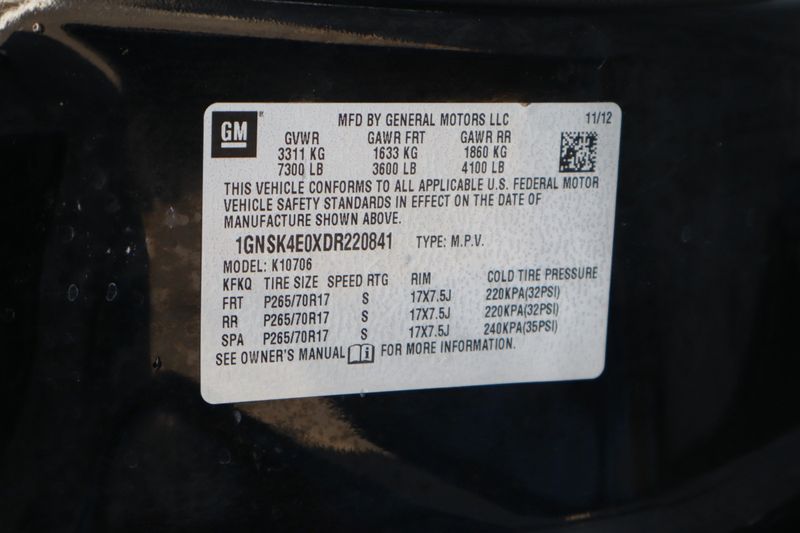 GM ® MFD BY GENERAL MOTORS LLC 11/12
GVWR GAWR FRT GAWR RR
3311 KG 1633 KG 1860 KG
7300 LB 3600 LB 4100 LB
THIS VEHICLE CONFORMS TO ALL APPLICABLE U.S. FEDERAL MOTOR
VEHICLE SAFETY STANDARDS IN EFFECT ON THE DATE OF
MANUFACTURE SHOWN ABOVE.
1GNSK4E0XDR220841 TYPE: M.P.V.
MODEL: K10706
KFKQ TIRE SIZE SPEED RTG RIM COLD TIRE PRESSURE
FRT P265/70R17 S 17X7.5J 220KPA(32PSI)
RR P265/70R17 S 17X7.5J 220KPA(32PSI)
SPA P265/70R17 S 17X7.5J 240KPA(35PSI)
SEE OWNER'S MANUAL i FOR MORE INFORMATION.